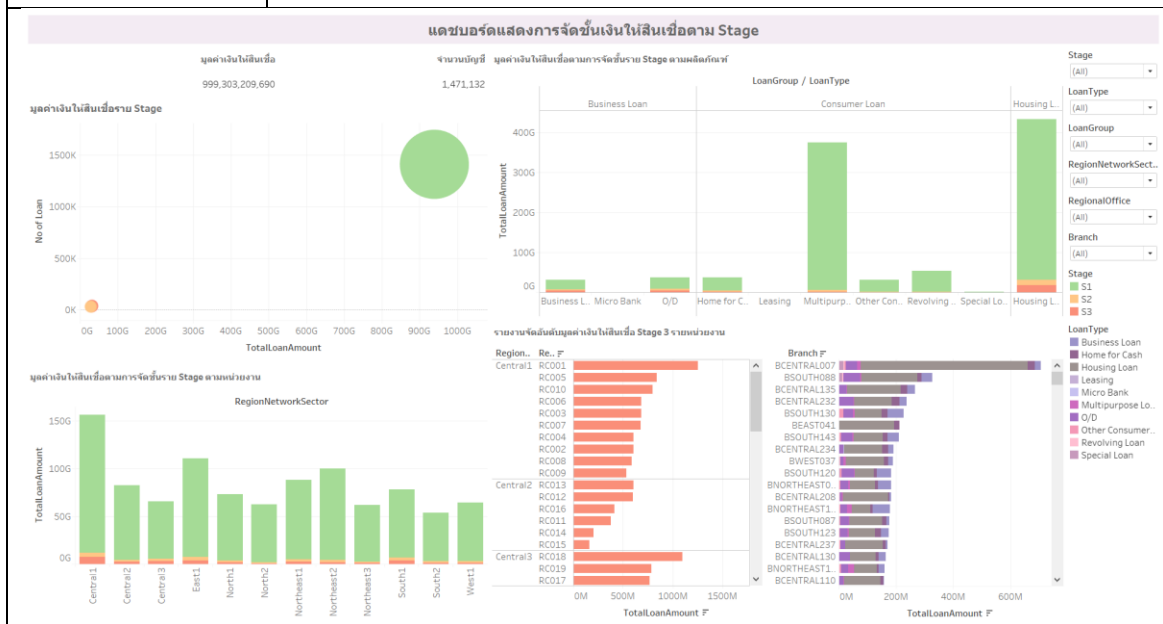 แดชบอร์ดแสดงการจัดชั้นเงินให้สินเชื่อตาม Stage
มูลค่าเงินให้สินเชื่อ
999,303,209,690
จำนวนบัญชี
1,471,132
มูลค่าเงินให้สินเชื่อราย Stage
1500K
1000K
500K
0K
No of Loan
0G 100G 200G 300G 400G 500G 600G 700G 800G 900G 1000G
TotalLoanAmount
มูลค่าเงินให้สินเชื่อตามการจัดชั้นราย Stage ตามผลิตภัณฑ์
LoanGroup / LoanType
Business Loan Consumer Loan Housing L..
400G
300G
200G
100G
0G
TotalLoanAmount
Business L.. Micro Bank O/D Home for C.. Leasing Multipurp.. Other Con.. Revolving .. Special Lo.. Housing L..
Stage
(All)
LoanType
(All)
LoanGroup
(All)
RegionNetworkSect..
(All)
RegionalOffice
(All)
Branch
(All)
Stage
S1
S2
S3
LoanType
Business Loan
Home for Cash
Housing Loan
Leasing
Micro Bank
Multipurpose Lo..
O/D
Other Consumer..
Revolving Loan
Special Loan
มูลค่าเงินให้สินเชื่อตามการจัดชั้นราย Stage ตามหน่วยงาน
RegionNetworkSector
150G
100G
50G
0G
TotalLoanAmount
Central1 Central2 Central3 East1 North1 North2 Northeast1 Northeast2 Northeast3 South1 South2 West1
รายงานจัดอันดับมูลค่าเงินให้สินเชื่อ Stage 3 รายหน่วยงาน
Region.. Re..
Central1 RC001
RC005
RC010
RC006
RC003
RC007
RC004
RC002
RC008
RC009
Central2 RC013
RC012
RC016
RC011
RC014
RC015
Central3 RC018
RC019
RC017
0M 500M 1000M 1500M
TotalLoanAmount
Branch
BCENTRAL007
BSOUTH088
BCENTRAL135
BCENTRAL232
BSOUTH130
BEAST041
BSOUTH143
BCENTRAL234
BWEST037
BSOUTH120
BNORTHEAST0..
BCENTRAL208
BNORTHEAST1..
BSOUTH087
BSOUTH123
BCENTRAL237
BCENTRAL130
BNORTHEAST1..
BCENTRAL110
0M 200M 400M 600M
TotalLoanAmount